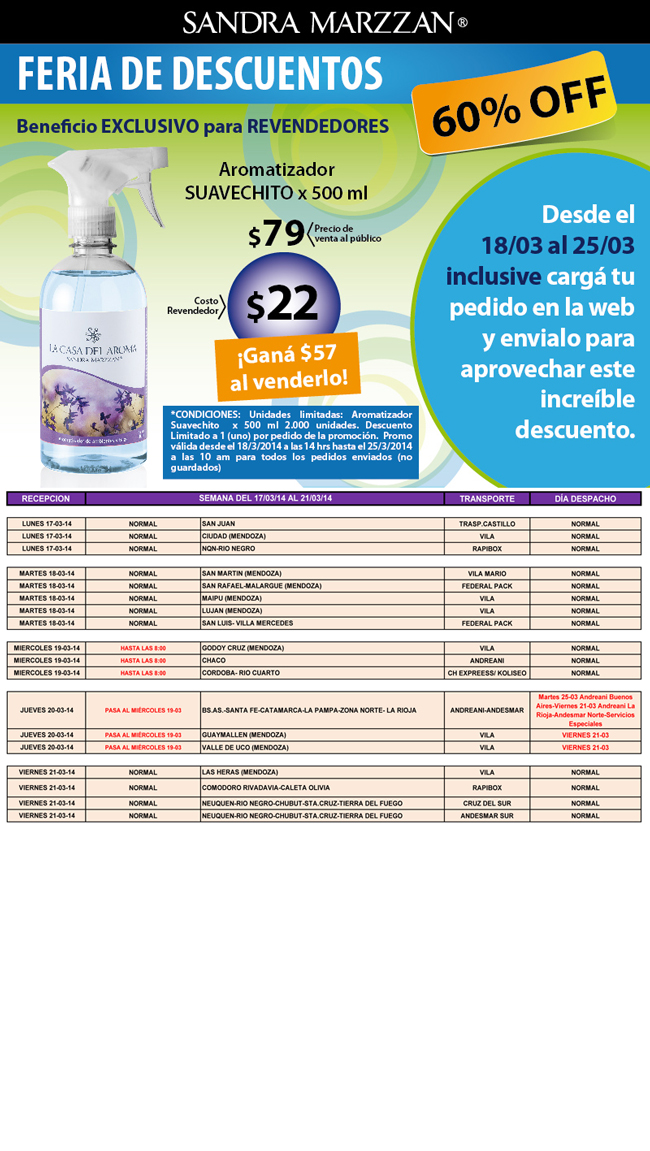 SANDRA MARZZAN®
FERIA DE DESCUENTOS
60% OFF
Beneficio EXCLUSIVO para REVENDEDORES
Aromatizador
SUAVECHITO x 500 ml
$79 Precio de
venta al público
Costo
Revendedor
$22
¡Ganá $57
al venderlo!
Desde el
18/03 al 25/03
inclusive cargá tu
pedido en la web
y envialo para
aprovechar este
increíble
descuento.
LA CASA DEL AROMA
SANDRA MARZZAN
*CONDICIONES: Unidades limitadas: Aromatizador
Suavechito x 500 ml 2.000 unidades. Descuento
Limitado a 1 (uno) por pedido de la promoción. Promo
válida desde el 18/3/2014 a las 14 hrs hasta el 25/3/2014
a las 10 am para todos los pedidos enviados (no
guardados)
RECEPCION SEMANA DEL 17/03/14 AL 21/03/14 TRANSPORTE DÍA DESPACHO
LUNES 17-03-14 NORMAL SAN JUAN TRASP.CASTILLO NORMAL
LUNES 17-03-14 NORMAL CIUDAD (MENDOZA) VILA NORMAL
LUNES 17-03-14 NORMAL NQN-RIO NEGRO RAPIBOX NORMAL
MARTES 18-03-14 NORMAL SAN MARTIN (MENDOZA) VILA MARIO NORMAL
MARTES 18-03-14 NORMAL SAN RAFAEL-MALARGUE (MENDOZA) FEDERAL PACK NORMAL
MARTES 18-03-14 NORMAL MAIPU (MENDOZA) VILA NORMAL
MARTES 18-03-14 NORMAL LUJAN (MENDOZA) VILA NORMAL
MARTES 18-03-14 NORMAL SAN LUIS- VILLA MERCEDES FEDERAL PACK NORMAL
MIERCOLES 19-03-14 HASTA LAS 8:00 GODOY CRUZ (MENDOZA) VILA NORMAL
MIERCOLES 19-03-14 HASTA LAS 8:00 CHACO ANDREANI NORMAL
MIERCOLES 19-03-14 HASTA LAS 8:00 CORDOBA- RIO CUARTO CH EXPREESS/ KOLISEO NORMAL
JUEVES 20-03-14 PASA AL MIÉRCOLES 19-03 BS.AS.-SANTA FE-CATAMARCA-LA PAMPA-ZONA NORTE- LA RIOJA ANDREANI-ANDESMAR Martes 25-03 Andreani Buenos
Aires-Viernes 21-03 Andreani La
Rioja-Andesmar Norte-Servicios
Especiales
JUEVES 20-03-14 PASA AL MIÉRCOLES 19-03 GUAYMALLEN (MENDOZA) VILA VIERNES 21-03
JUEVES 20-03-14 PASA AL MIÉRCOLES 19-03 VALLE DE UCO (MENDOZA) VILA VIERNES 21-03
VIERNES 21-03-14 NORMAL LAS HERAS (MENDOZA) VILA NORMAL
VIERNES 21-03-14 NORMAL COMODORO RIVADAVIA-CALETA OLIVIA RAPIBOX NORMAL
VIERNES 21-03-14 NORMAL NEUQUEN-RIO NEGRO-CHUBUT-STA.CRUZ-TIERRA DEL FUEGO CRUZ DEL SUR NORMAL
VIERNES 21-03-14 NORMAL NEUQUEN-RIO NEGRO-CHUBUT-STA.CRUZ-TIERRA DEL FUEGO ANDESMAR SUR NORMAL